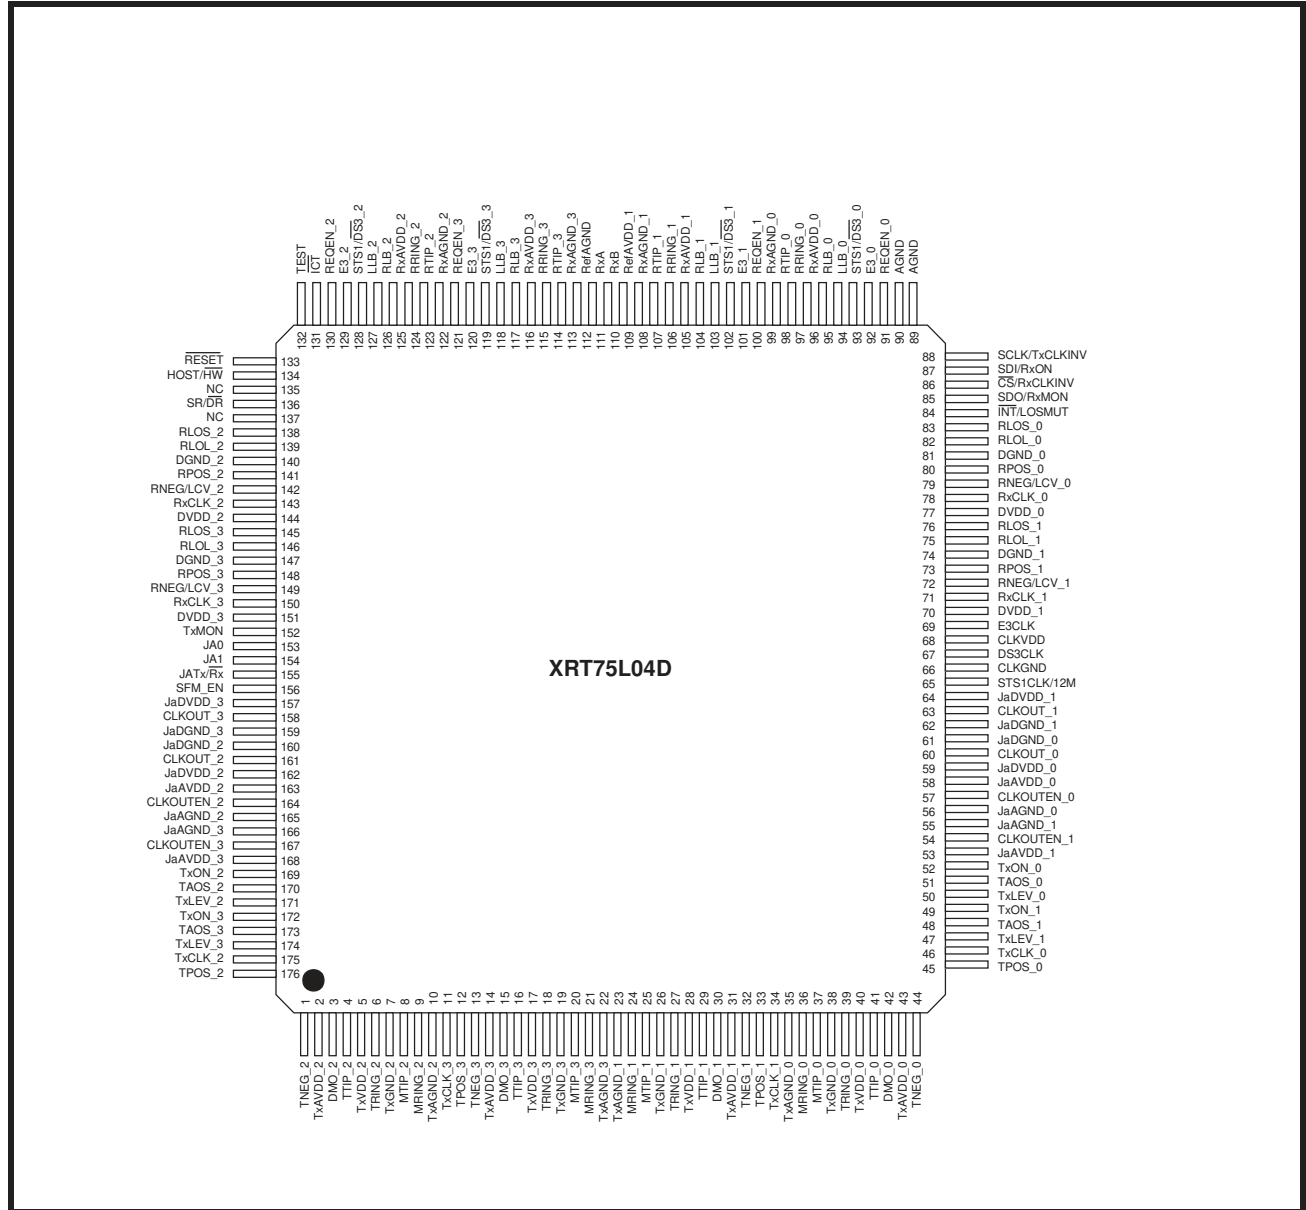 TEST
ICT
REQEN_2
E3_2
STS1/DS3_2
LLB_2
RLB_2
RxAVDD_2
RRING_2
RTIP_2
RxAGND_2
REQEN_3
E3_3
STS1/DS3_3
LLB_3
RLB_3
RxAVDD_3
RRING_3
RTIP_3
RxAGND_3
RefAGND
RxA
RxB
RefAVDD_1
RxAGND_1
RTIP_1
RRING_1
RxAVDD_1
RLB_1
LLB_1
STS1/DS3_1
E3_1
REQEN_1
RxAGND_0
RTIP_0
RRING_0
RxAVDD_0
RLB_0
LLB_0
STS1/DS3_0
E3_0
REQEN_0
AGND
AGND
132
131
130
129
128
127
126
125
124
123
122
121
120
119
118
117
116
115
114
113
112
111
110
109
108
107
106
105
104
103
102
101
100
99
98
97
96
95
94
93
92
91
90
89
RESET 133
HOST/HW 134
NC 135
SR/DR 136
NC 137
RLOS_2 138
RLOL_2 139
DGND_2 140
RPOS_2 141
RNEG/LCV_2 142
RxCLK_2 143
DVDD_2 144
RLOS_3 145
RLOL_3 146
DGND_3 147
RPOS_3 148
RNEG/LCV_3 149
RxCLK_3 150
DVDD_3 151
TxMON 152
JA0 153
JA1 154
JATx/Rx 155
SFM_EN 156
JaDVDD_3 157
CLKOUT_3 158
JaDGND_3 159
JaDGND_2 160
CLKOUT_2 161
JaDVDD_2 162
JaAVDD_2 163
CLKOUTEN_2 164
JaAGND_2 165
JaAGND_3 166
CLKOUTEN_3 167
JaAVDD_3 168
TxON_2 169
TAOS_2 170
TxLEV_2 171
TxON_3 172
TAOS_3 173
TxLEV_3 174
TxCLK_2 175
TPOS_2 176
XRT75L04D
88 SCLK/TxCLKINV
87 SDI/RxON
86 CS/RxCLKINV
85 SDO/RxMON
84 INT/LOSMUT
83 RLOS_0
82 RLOL_0
81 DGND_0
80 RPOS_0
79 RNEG/LCV_0
78 RxCLK_0
77 DVDD_0
76 RLOS_1
75 RLOL_1
74 DGND_1
73 RPOS_1
72 RNEG/LCV_1
71 RxCLK_1
70 DVDD_1
69 E3CLK
68 CLKVDD
67 DS3CLK
66 CLKGND
65 STS1CLK/12M
64 JaDVDD_1
63 CLKOUT_1
62 JaDGND_1
61 JaDGND_0
60 CLKOUT_0
59 JaDVDD_0
58 JaAVDD_0
57 CLKOUTEN_0
56 JaAGND_0
55 JaAGND_1
54 CLKOUTEN_1
53 JaAVDD_1
52 TxON_0
51 TAOS_0
50 TxLEV_0
49 TxON_1
48 TAOS_1
47 TxLEV_1
46 TxCLK_0
45 TPOS_0
1
2
3
4
5
6
7
8
9
10
11
12
13
14
15
16
17
18
19
20
21
22
23
24
25
26
27
28
29
30
31
32
33
34
35
36
37
38
39
40
41
42
43
44
TNEG_2
TxAVDD_2
DMO_2
TTIP_2
TxVDD_2
TRING_2
TxGND_2
MTIP_2
MRING_2
TxAGND_2
TxCLK_3
TPOS_3
TNEG_3
TxAVDD_3
DMO_3
TTIP_3
TxVDD_3
TRING_3
TxGND_3
MTIP_3
MRING_3
TxAGND_3
TxAGND_1
MRING_1
MTIP_1
TxGND_1
TRING_1
TxVDD_1
TTIP_1
DMO_1
TxAVDD_1
TNEG_1
TPOS_1
TxCLK_1
TxAGND_0
MRING_0
MTIP_0
TxGND_0
TRING_0
TxVDD_0
TTIP_0
DMO_0
TxAVDD_0
TNEG_0